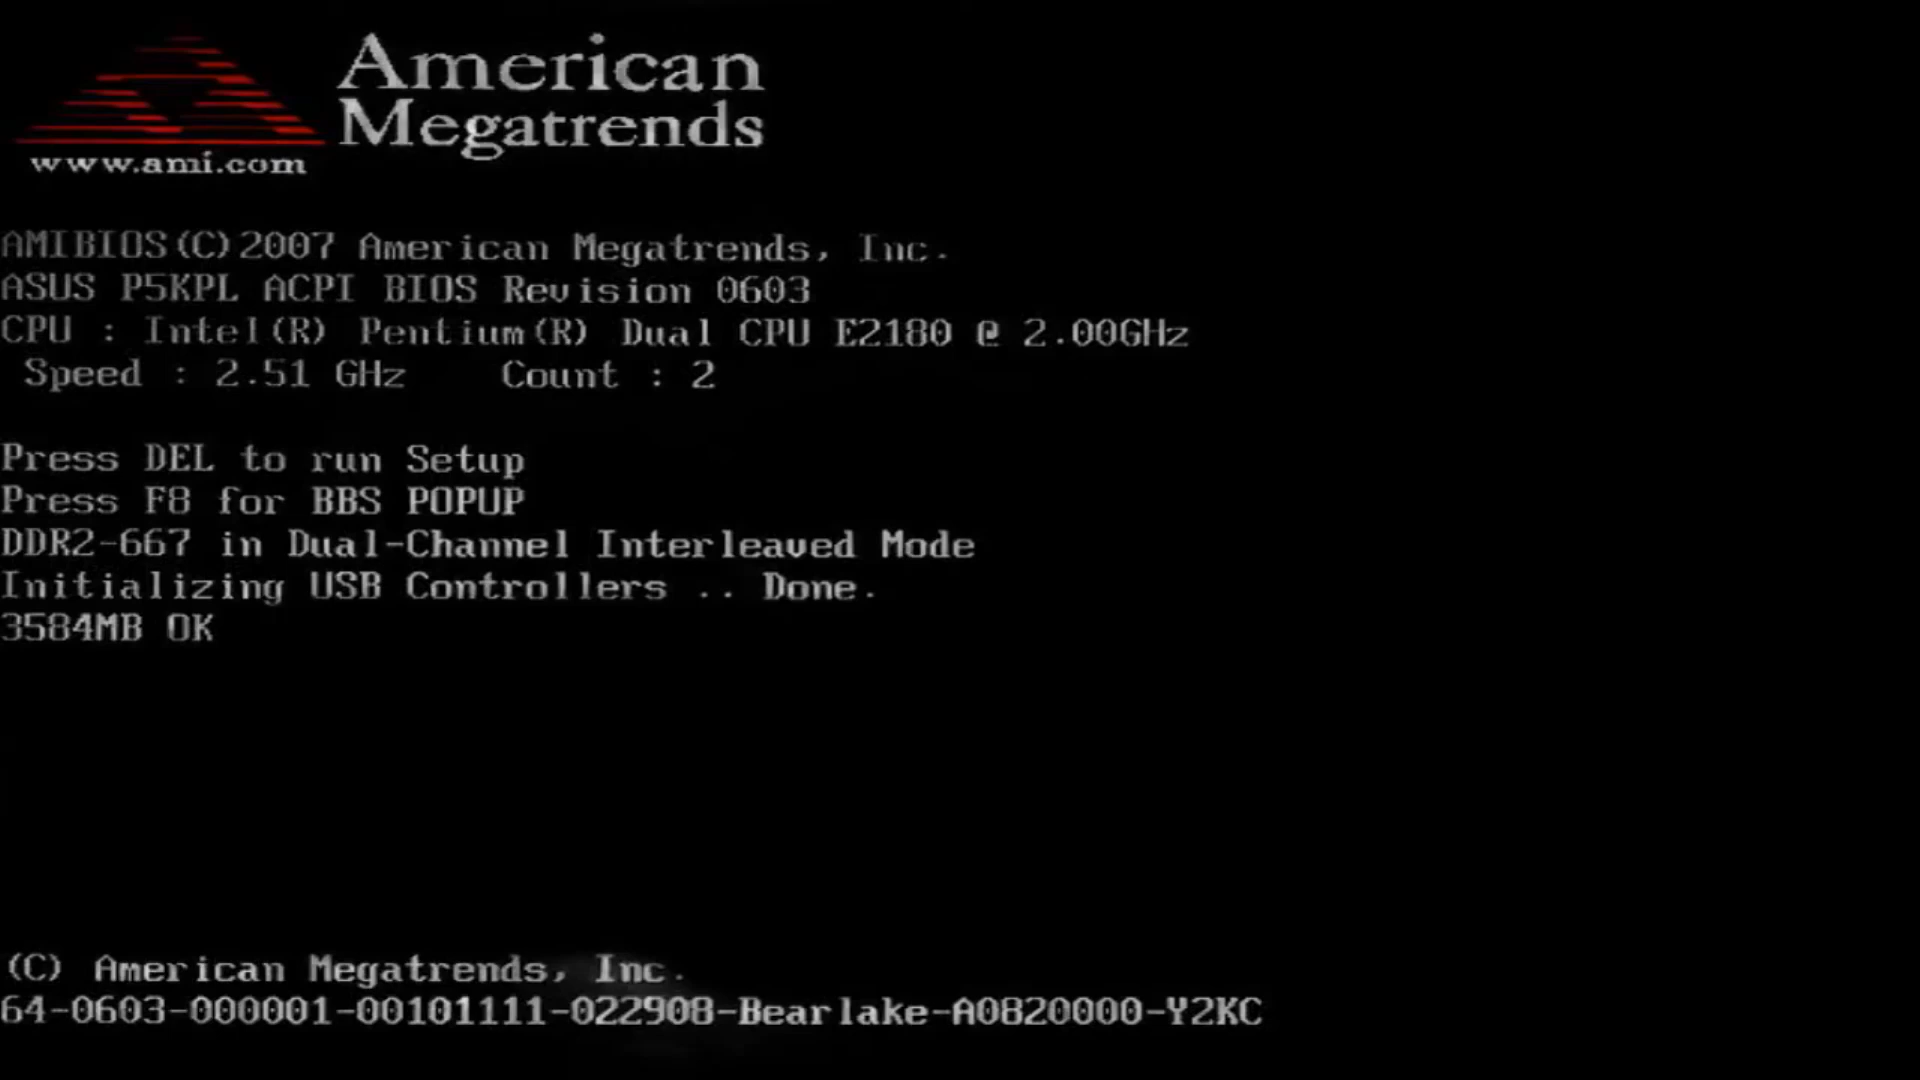 American
Megatrends
www.ami.com
AMIBIOS(C)2007 American Megatrends, Inc.
ASUS P5KPL ACPI BIOS Revision 0603
CPU : Intel(R) Pentium(R) Dual CPU E2180 @ 2.00GHz
Speed : 2.51 GHz Count : 2
Press DEL to run Setup
Press F8 for BBS POPUP
DDR2-667 in Dual-Channel Interleaved Mode
Initializing USB Controllers .. Done.
3584MB OK
(C) American Megatrends, Inc.
64-0603-000001-00101111-022908-Bearlake-A0820000-Y2KC